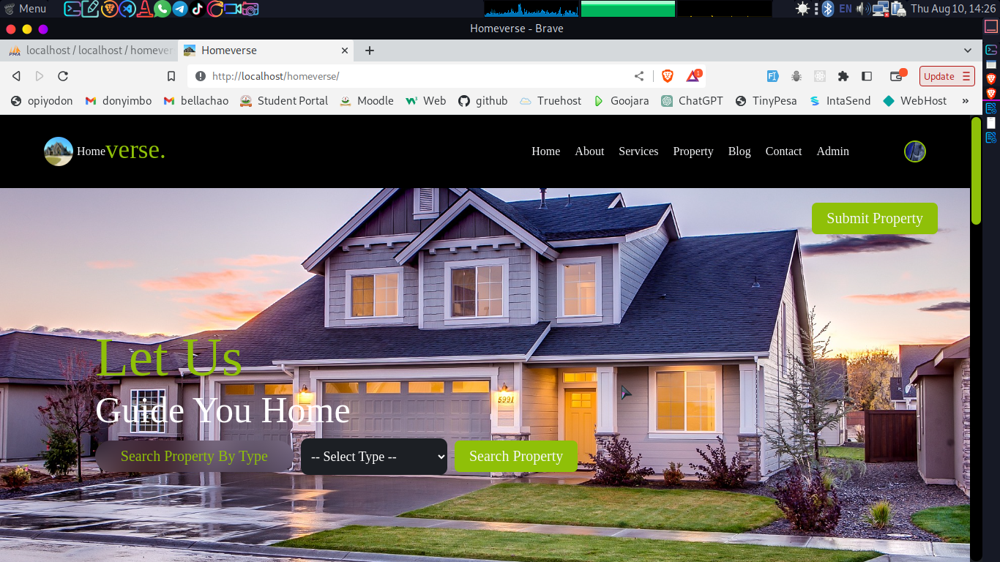 Menu
EN
Thu Aug 10, 14:26
Homeverse - Brave
PMA
localhost / localhost / homever
Homeverse
http://localhost/homeverse/
1
Update
opiyodon
donyimbo
bellachao
Student Portal
Moodle
Web
github
Truehost
Goojara
ChatGPT
TinyPesa
IntaSend
WebHost
»
Homeverse.
Home
About
Services
Property
Blog
Contact
Admin
Submit Property
Let Us
5991
Guide You Home
Search Property By Type
-- Select Type --
Search Property